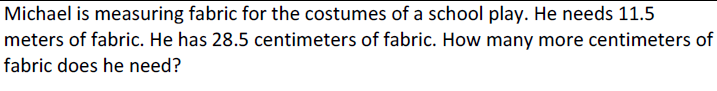 Michael is measuring fabric for the costumes of a school play. He needs 11.5
meters of fabric. He has 28.5 centimeters of fabric. How many more centimeters of
fabric does he need?